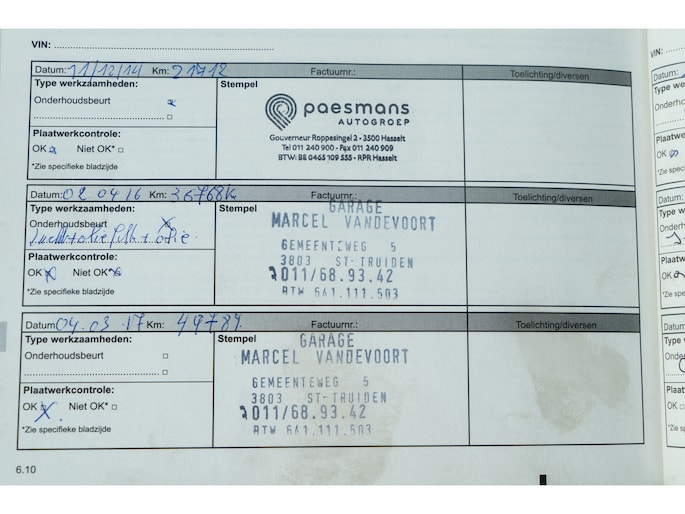 VIN:
Datum: 11/12/14 Km: 21412 Factuurnr.: Toelichting/diversen
Type werkzaamheden: Stempel
Onderhoudsbeurt
paesmans
AUTOGROEP
Gouverneur Roppesingel 2 - 3500 Hasselt
Tel 011 240 900 - Fax 011 240 909
BTW: BE 0465 109 555 - RPR Hasselt
Plaatwerkcontrole:
OK Niet OK*
*Zie specifieke bladzijde
Datum: 02 04 16 Km: 36768K Factuurnr.: Toelichting/diversen
Type werkzaamheden: Stempel
Onderhoudsbeurt
GARAGE
MARCEL VANDEVOORT
GEMEENTEWEG 5
3803 ST-TRUIDEN
011/68.93.42
BTW 641.111.503
Plaatwerkcontrole:
OK Niet OK*
*Zie specifieke bladzijde
Datum 04.03.17 Km: 49784 Factuurnr.: Toelichting/diversen
Type werkzaamheden: Stempel
Onderhoudsbeurt
GARAGE
MARCEL VANDEVOORT
GEMEENTEWEG 5
3803 ST-TRUIDEN
011/68.93.42
BTW 641.111.503
Plaatwerkcontrole:
OK Niet OK*
*Zie specifieke bladzijde
6.10
VIN: